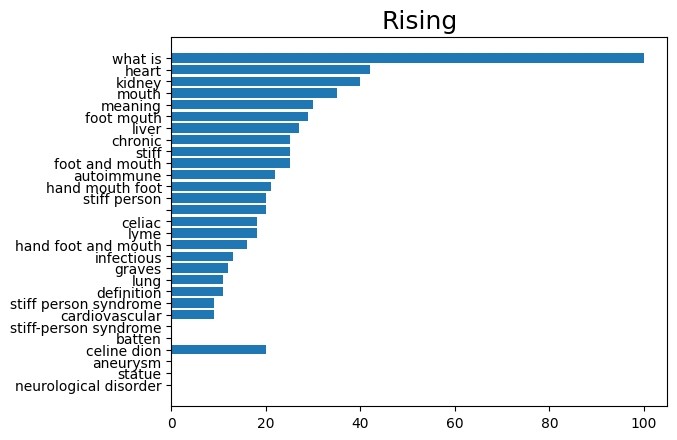 Rising
what is
heart
kidney
mouth
meaning
foot mouth
liver
chronic
stiff
foot and mouth
autoimmune
hand mouth foot
stiff person
celiac
lyme
hand foot and mouth
infectious
graves
lung
definition
stiff person syndrome
cardiovascular
stiff-person syndrome
batten
celine dion
aneurysm
statue
neurological disorder
0 20 40 60 80 100